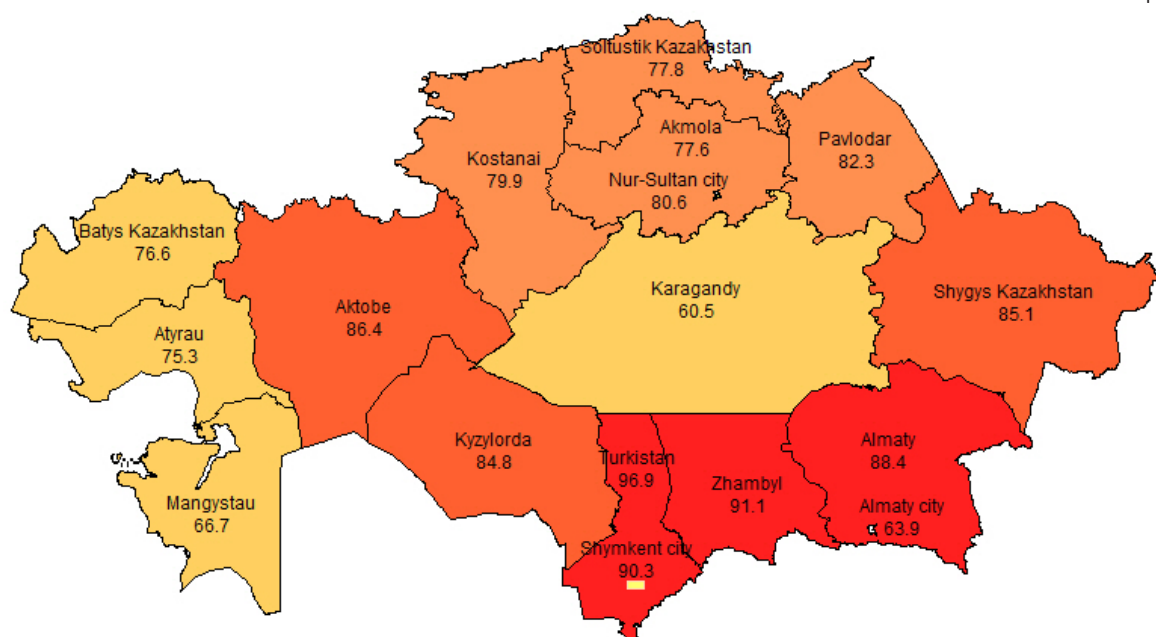 Soltustik Kazakhstan
77.8
Akmola
77.6
Pavlodar
82.3
Kostanai
79.9
Nur-Sultan city
80.6
Batys Kazakhstan
76.6
Aktobe
86.4
Karagandy
60.5
Shygys Kazakhstan
85.1
Atyrau
75.3
Kyzylorda
84.8
Turkistan
96.9
Zhambyl
91.1
Almaty
88.4
Mangystau
66.7
Almaty city
63.9
Shymkent city
90.3